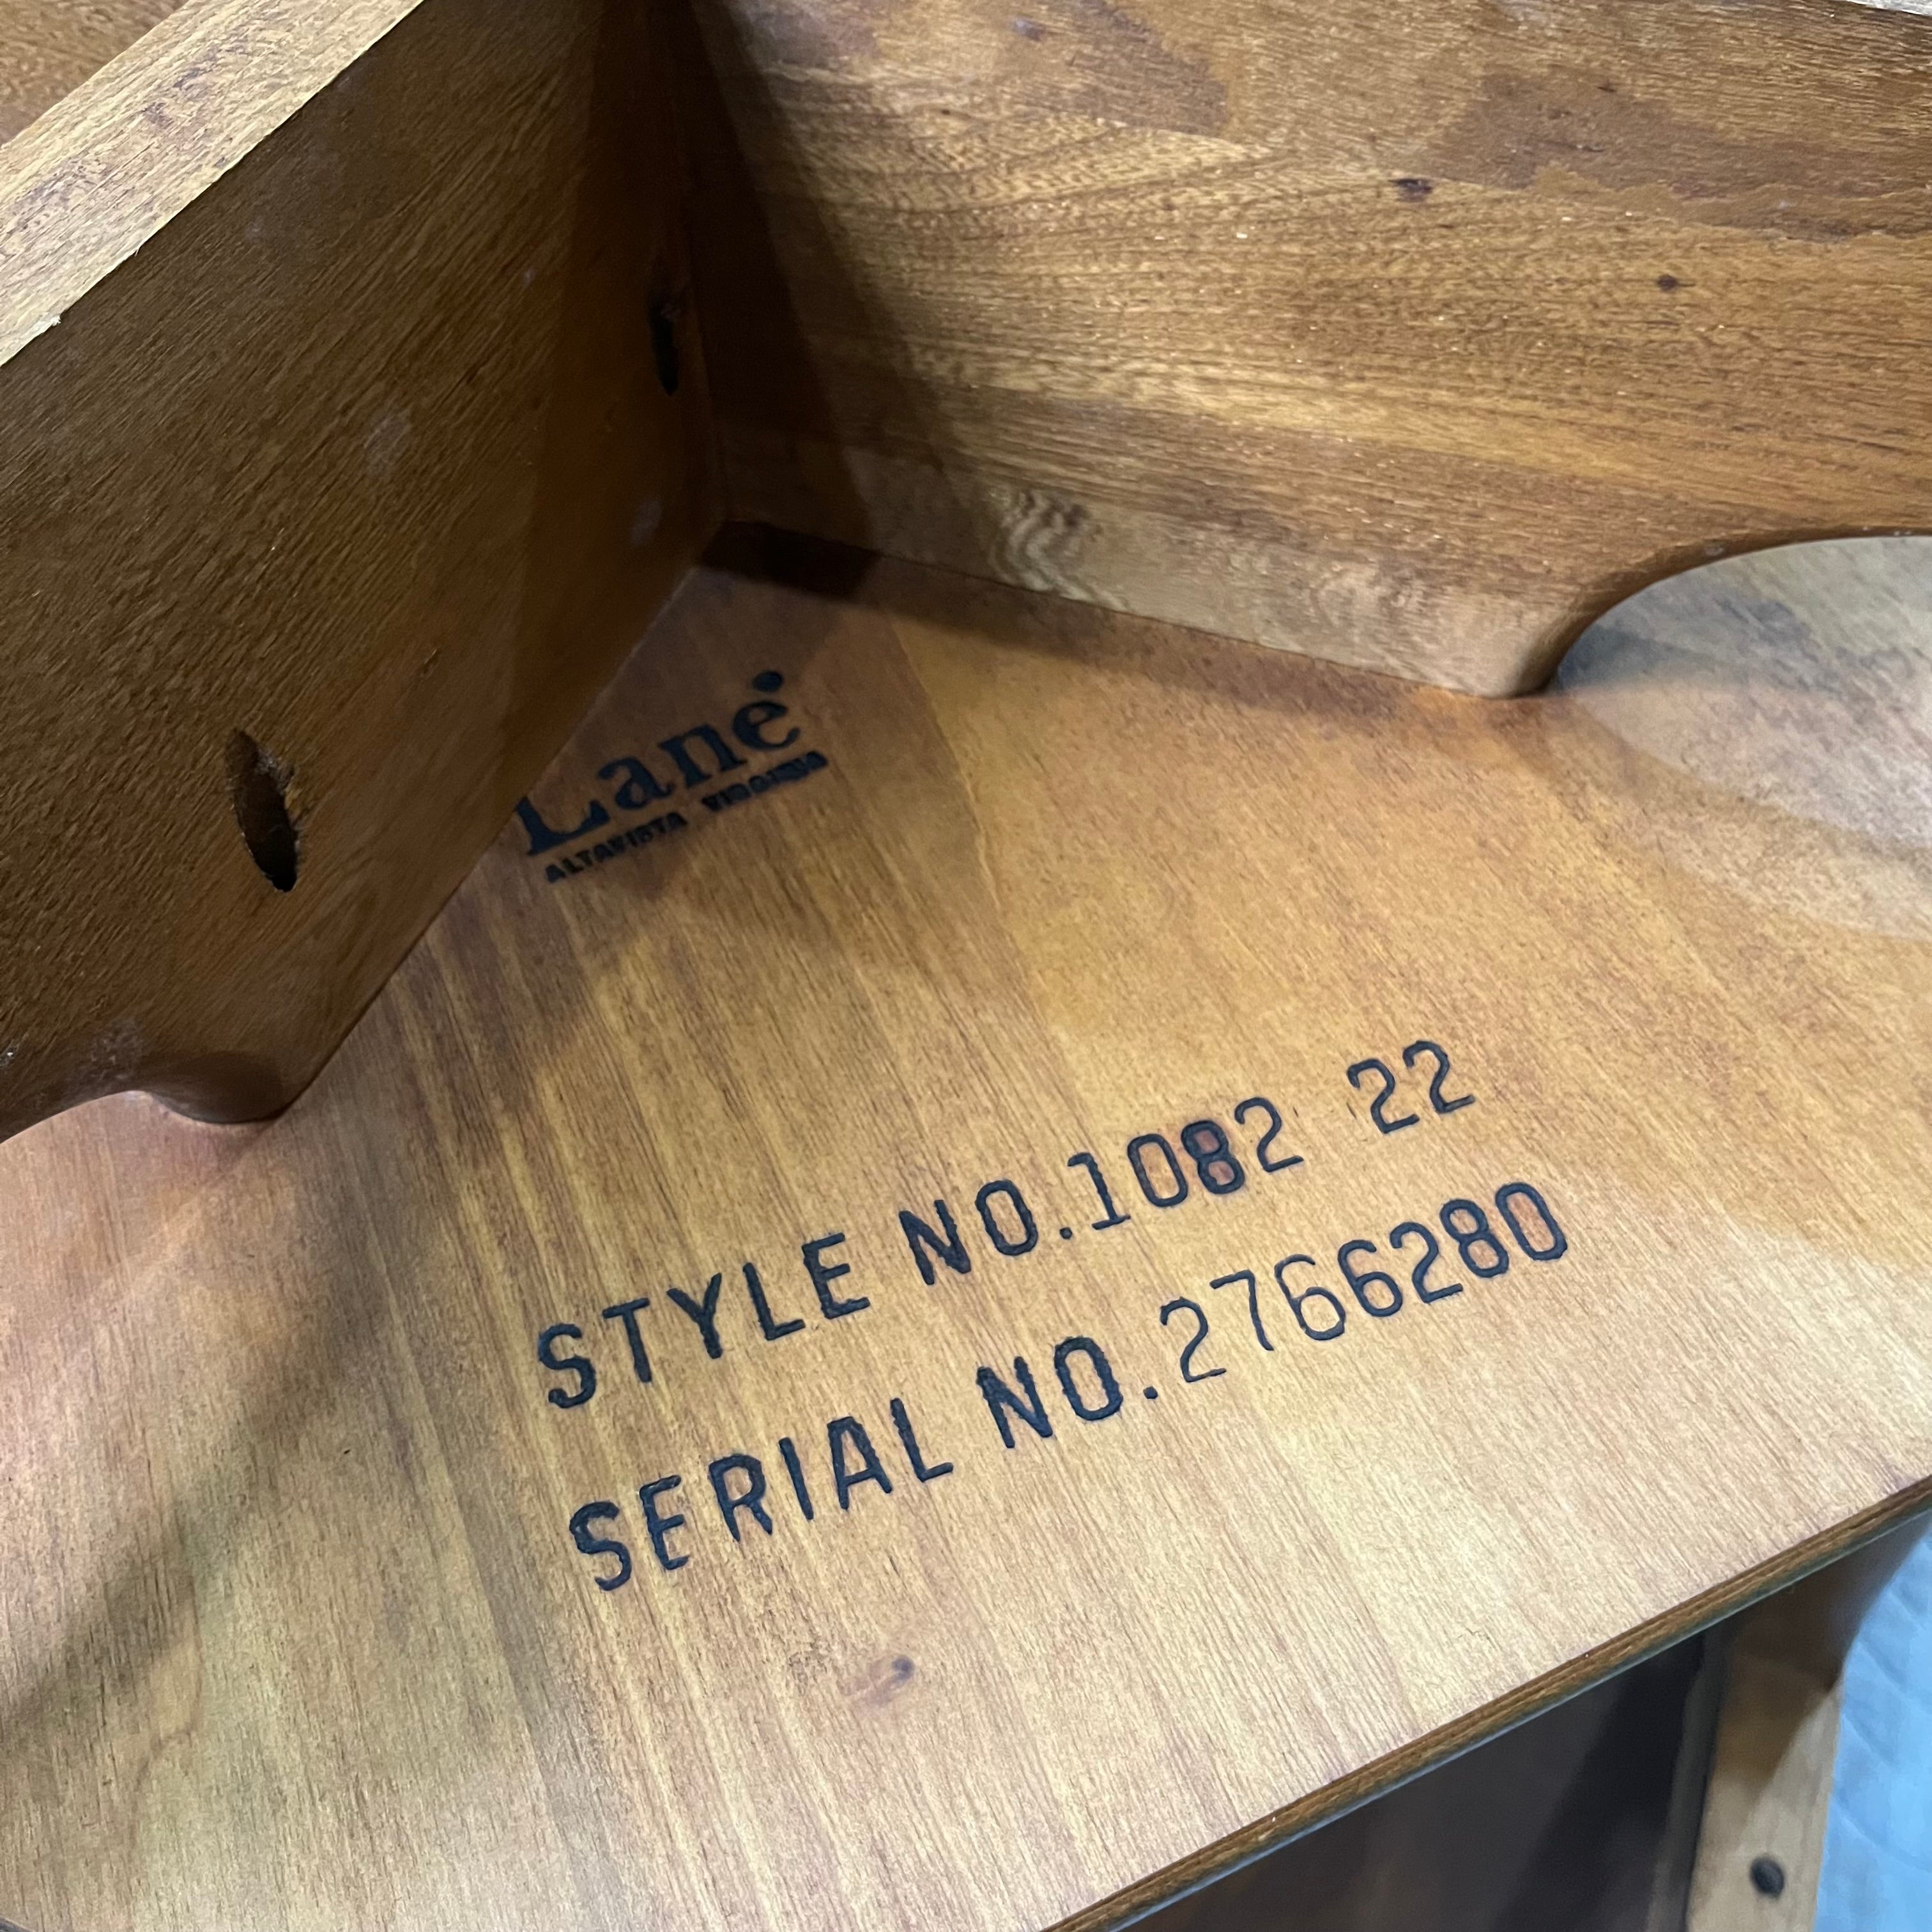 Lane
ALTAVISTA VIRGINIA
STYLE NO.1082 22
SERIAL NO.2766280